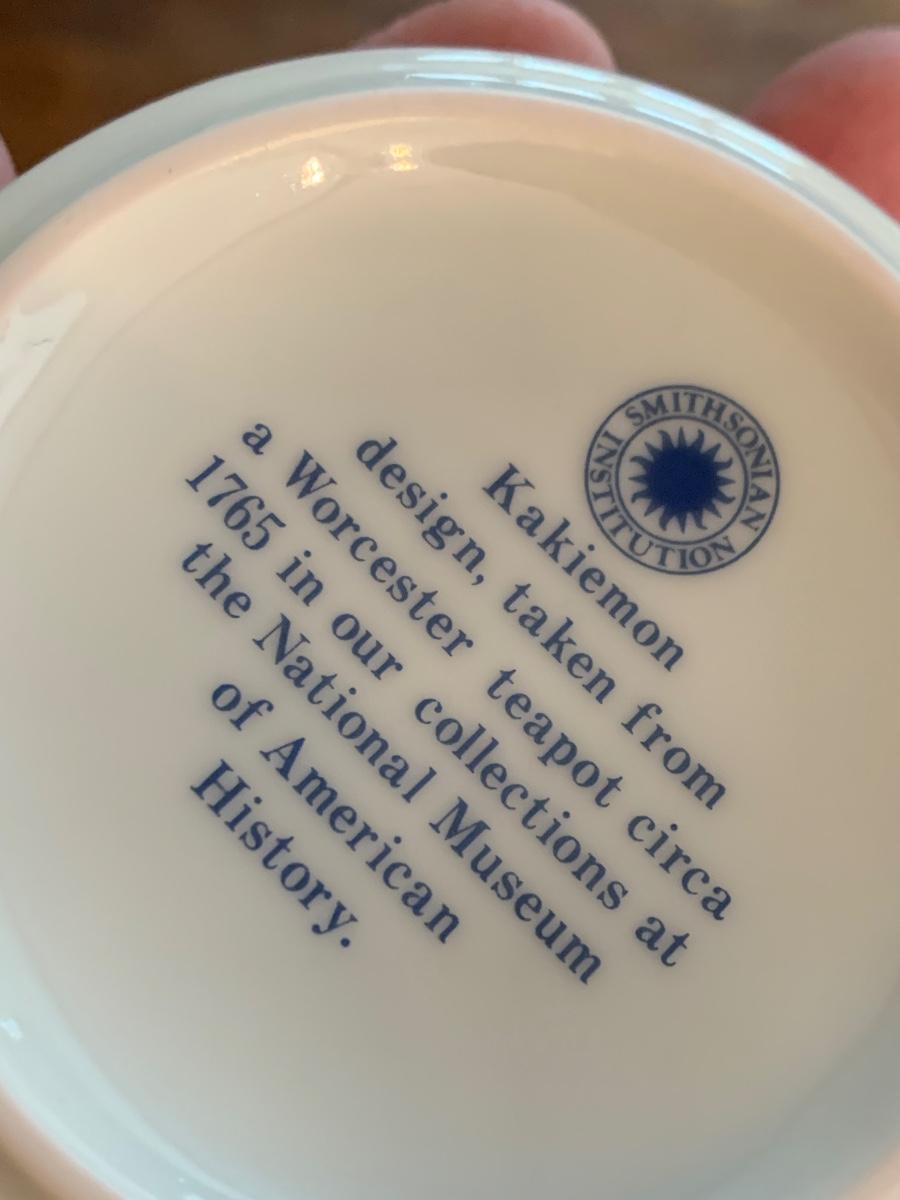 SMITHSONIAN INSTITUTION
Kakiemon
design, taken from
a Worcester teapot circa
1765 in our collections at
the National Museum
of American
History.